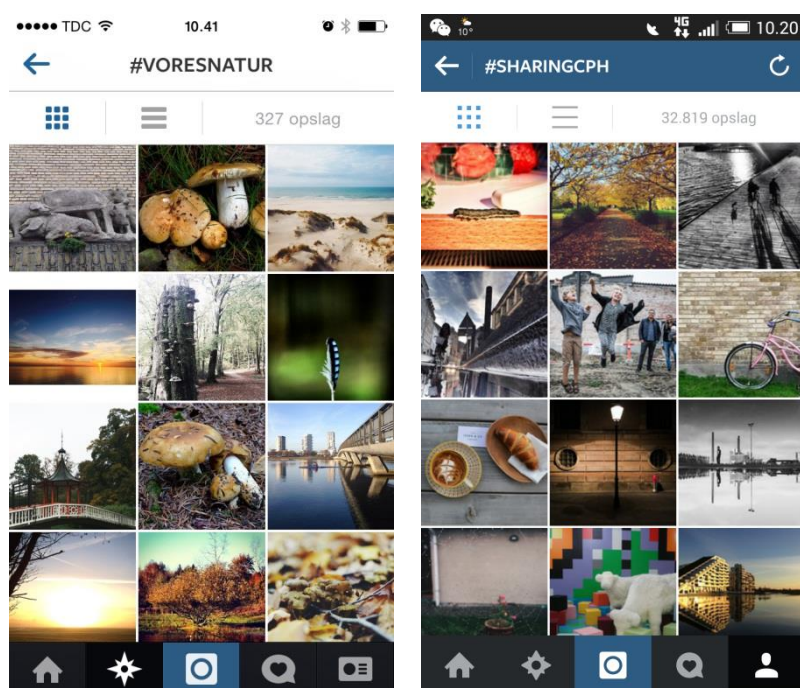 TDC 10.41
#VORESNATUR
327 opslag
10° 4G 10.20
#SHARINGCPH
32.819 opslag